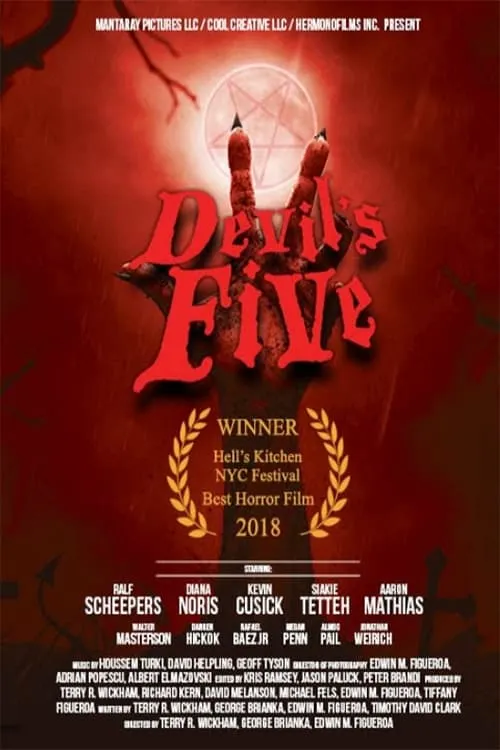 MANTARAY PICTURES LLC / COOL CREATIVE LLC / HERMONOFILMS INC. PRESENT
Devil's
Five
WINNER
Hell's Kitchen
NYC Festival
Best Horror Film
2018
STARRING:
RALF SCHEEPERS DIANA NORIS KEVIN CUSICK SIAKIE TETTEH AARON MATHIAS
WALTER MASTERSON DARREN HICKOK RAFAEL BAEZ JR MEGAN PENN ALMOG PAIL JONATHAN WEIRICH
MUSIC BY HOUSSEM TURKI, DAVID HELPLING, GEOFF TYSON DIRECTOR OF PHOTOGRAPHY EDWIN M. FIGUEROA,
ADRIAN POPESCU, ALBERT ELMAZOVSKI EDITED BY KRIS RAMSEY, JASON PALUCK, PETER BRANDI PRODUCED BY
TERRY R. WICKHAM, RICHARD KERN, DAVID MELANSON, MICHAEL FELS, EDWIN M. FIGUEROA, TIFFANY
FIGUEROA WRITTEN BY TERRY R. WICKHAM, GEORGE BRIANKA, EDWIN M. FIGUEROA, TIMOTHY DAVID CLARK
DIRECTED BY TERRY R. WICKHAM, GEORGE BRIANKA, EDWIN M. FIGUEROA